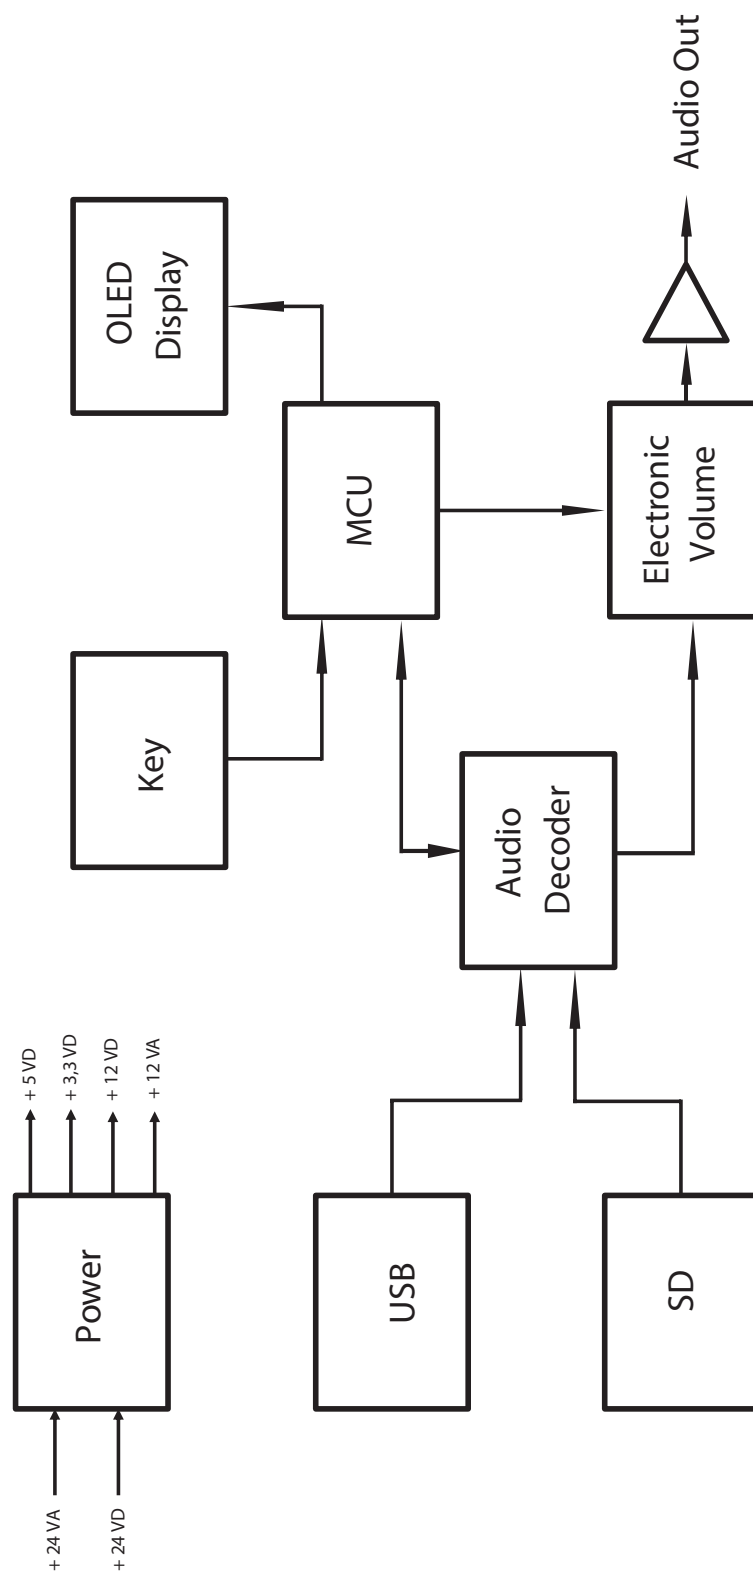 + 24 VA
+ 24 VD
Power
+ 5 VD
+ 3,3 VD
+ 12 VD
+ 12 VA
Key
OLED
Display
USB
MCU
Audio
Decoder
SD
Electronic
Volume
Audio Out